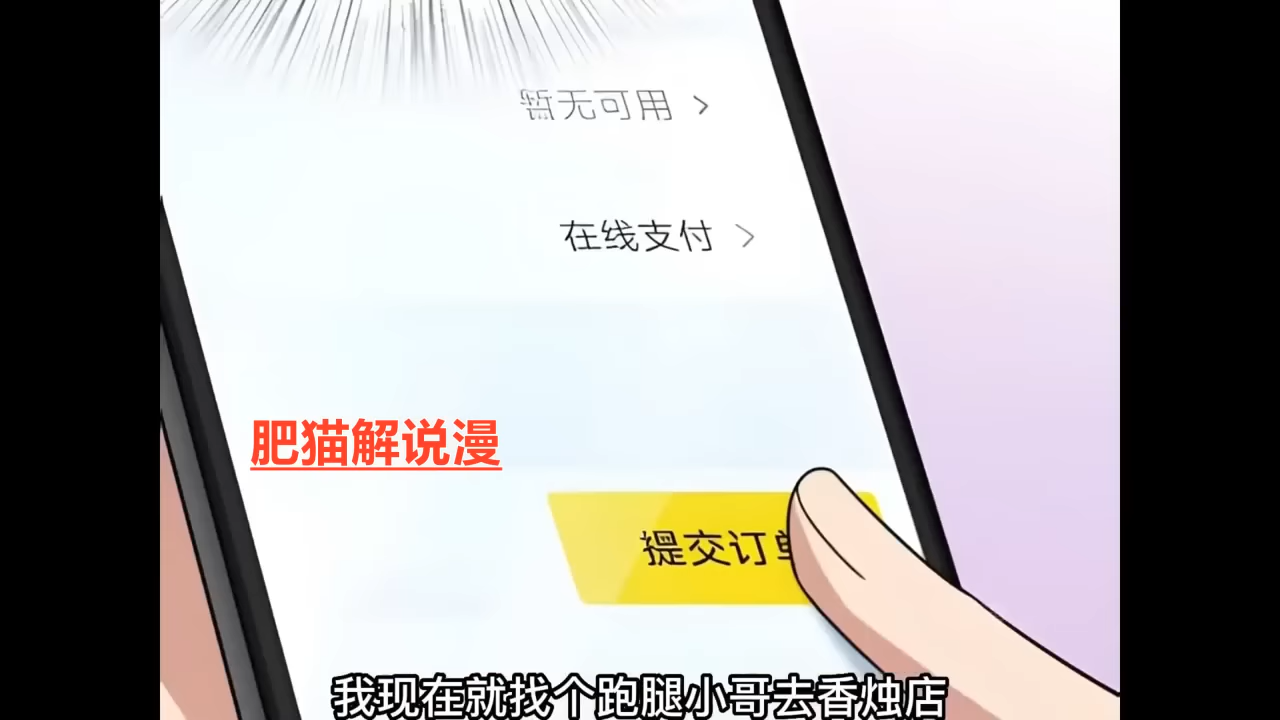 暂无可用 >
在线支付 >
肥猫解说漫
提交订单
我现在就找个跑腿小哥去香烛店